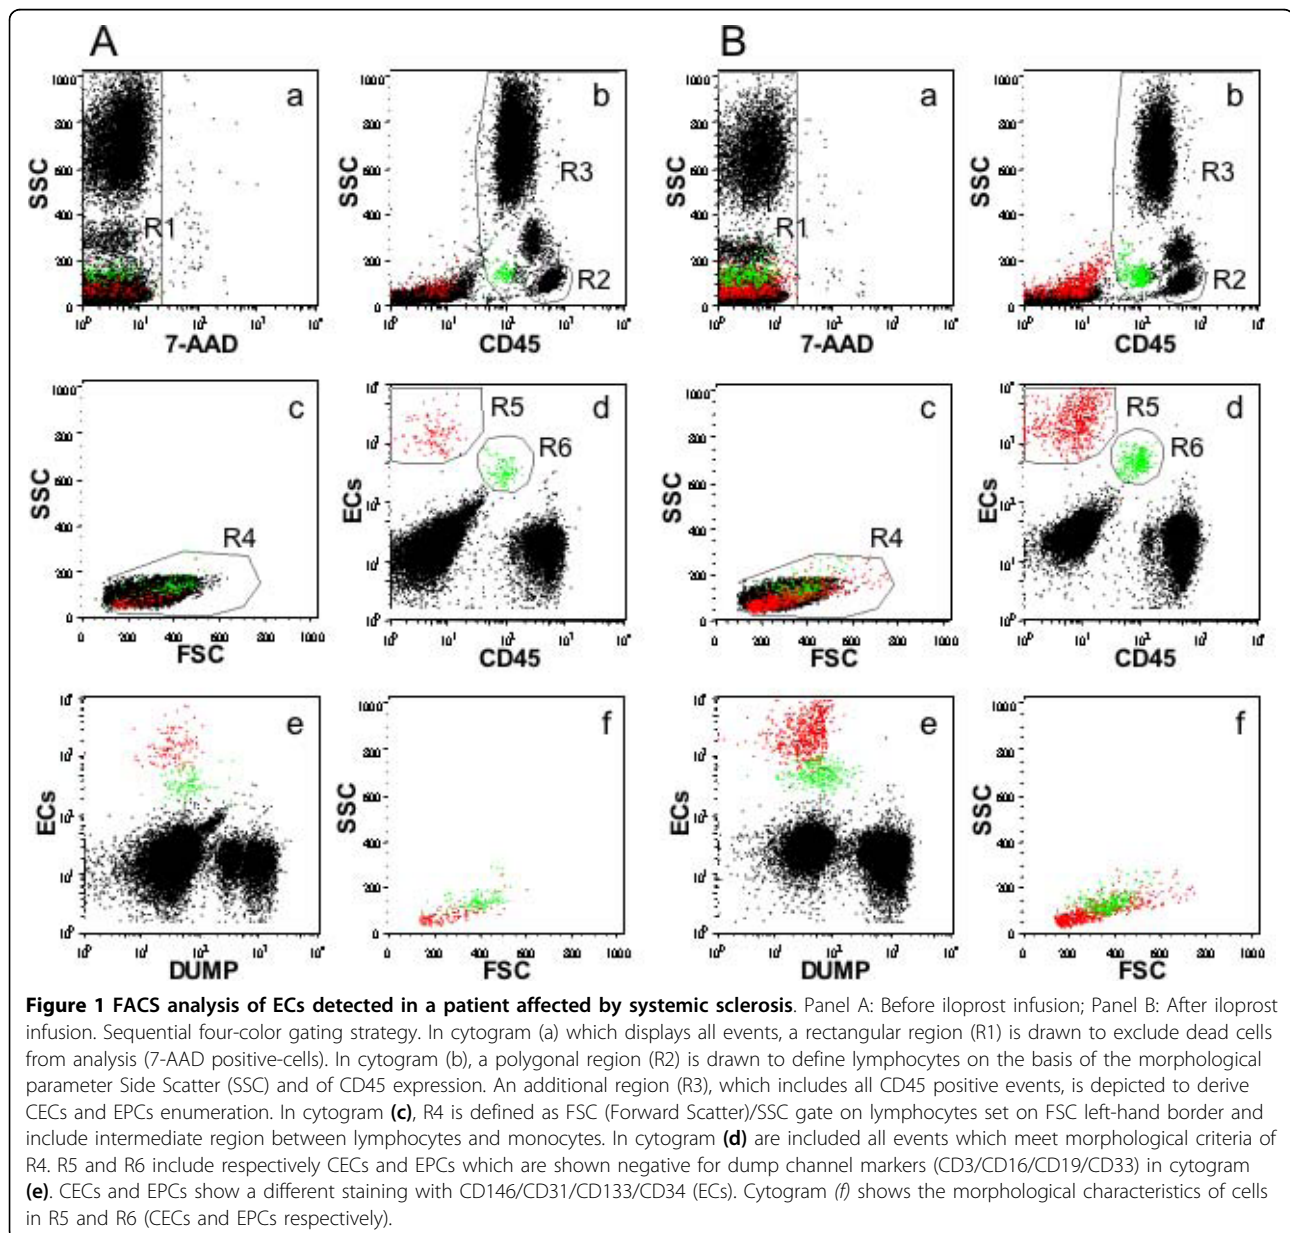 A
B
a
SSC
R1
7-AAD
b
R3
R2
CD45
a
SSC
R1
7-AAD
b
R3
R2
CD45
c
SSC
R4
FSC
d
ECs
R5
R6
CD45
c
SSC
R4
FSC
d
ECs
R5
R6
CD45
e
ECs
DUMP
f
SSC
FSC
e
ECs
DUMP
f
SSC
FSC
Figure 1 FACS analysis of ECs detected in a patient affected by systemic sclerosis. Panel A: Before iloprost infusion; Panel B: After iloprost
infusion. Sequential four-color gating strategy. In cytogram (a) which displays all events, a rectangular region (R1) is drawn to exclude dead cells
from analysis (7-AAD positive-cells). In cytogram (b), a polygonal region (R2) is drawn to define lymphocytes on the basis of the morphological
parameter Side Scatter (SSC) and of CD45 expression. An additional region (R3), which includes all CD45 positive events, is depicted to derive
CECs and EPCs enumeration. In cytogram (c), R4 is defined as FSC (Forward Scatter)/SSC gate on lymphocytes set on FSC left-hand border and
include intermediate region between lymphocytes and monocytes. In cytogram (d) are included all events which meet morphological criteria of
R4. R5 and R6 include respectively CECs and EPCs which are shown negative for dump channel markers (CD3/CD16/CD19/CD33) in cytogram
(e). CECs and EPCs show a different staining with CD146/CD31/CD133/CD34 (ECs). Cytogram (f) shows the morphological characteristics of cells
in R5 and R6 (CECs and EPCs respectively).